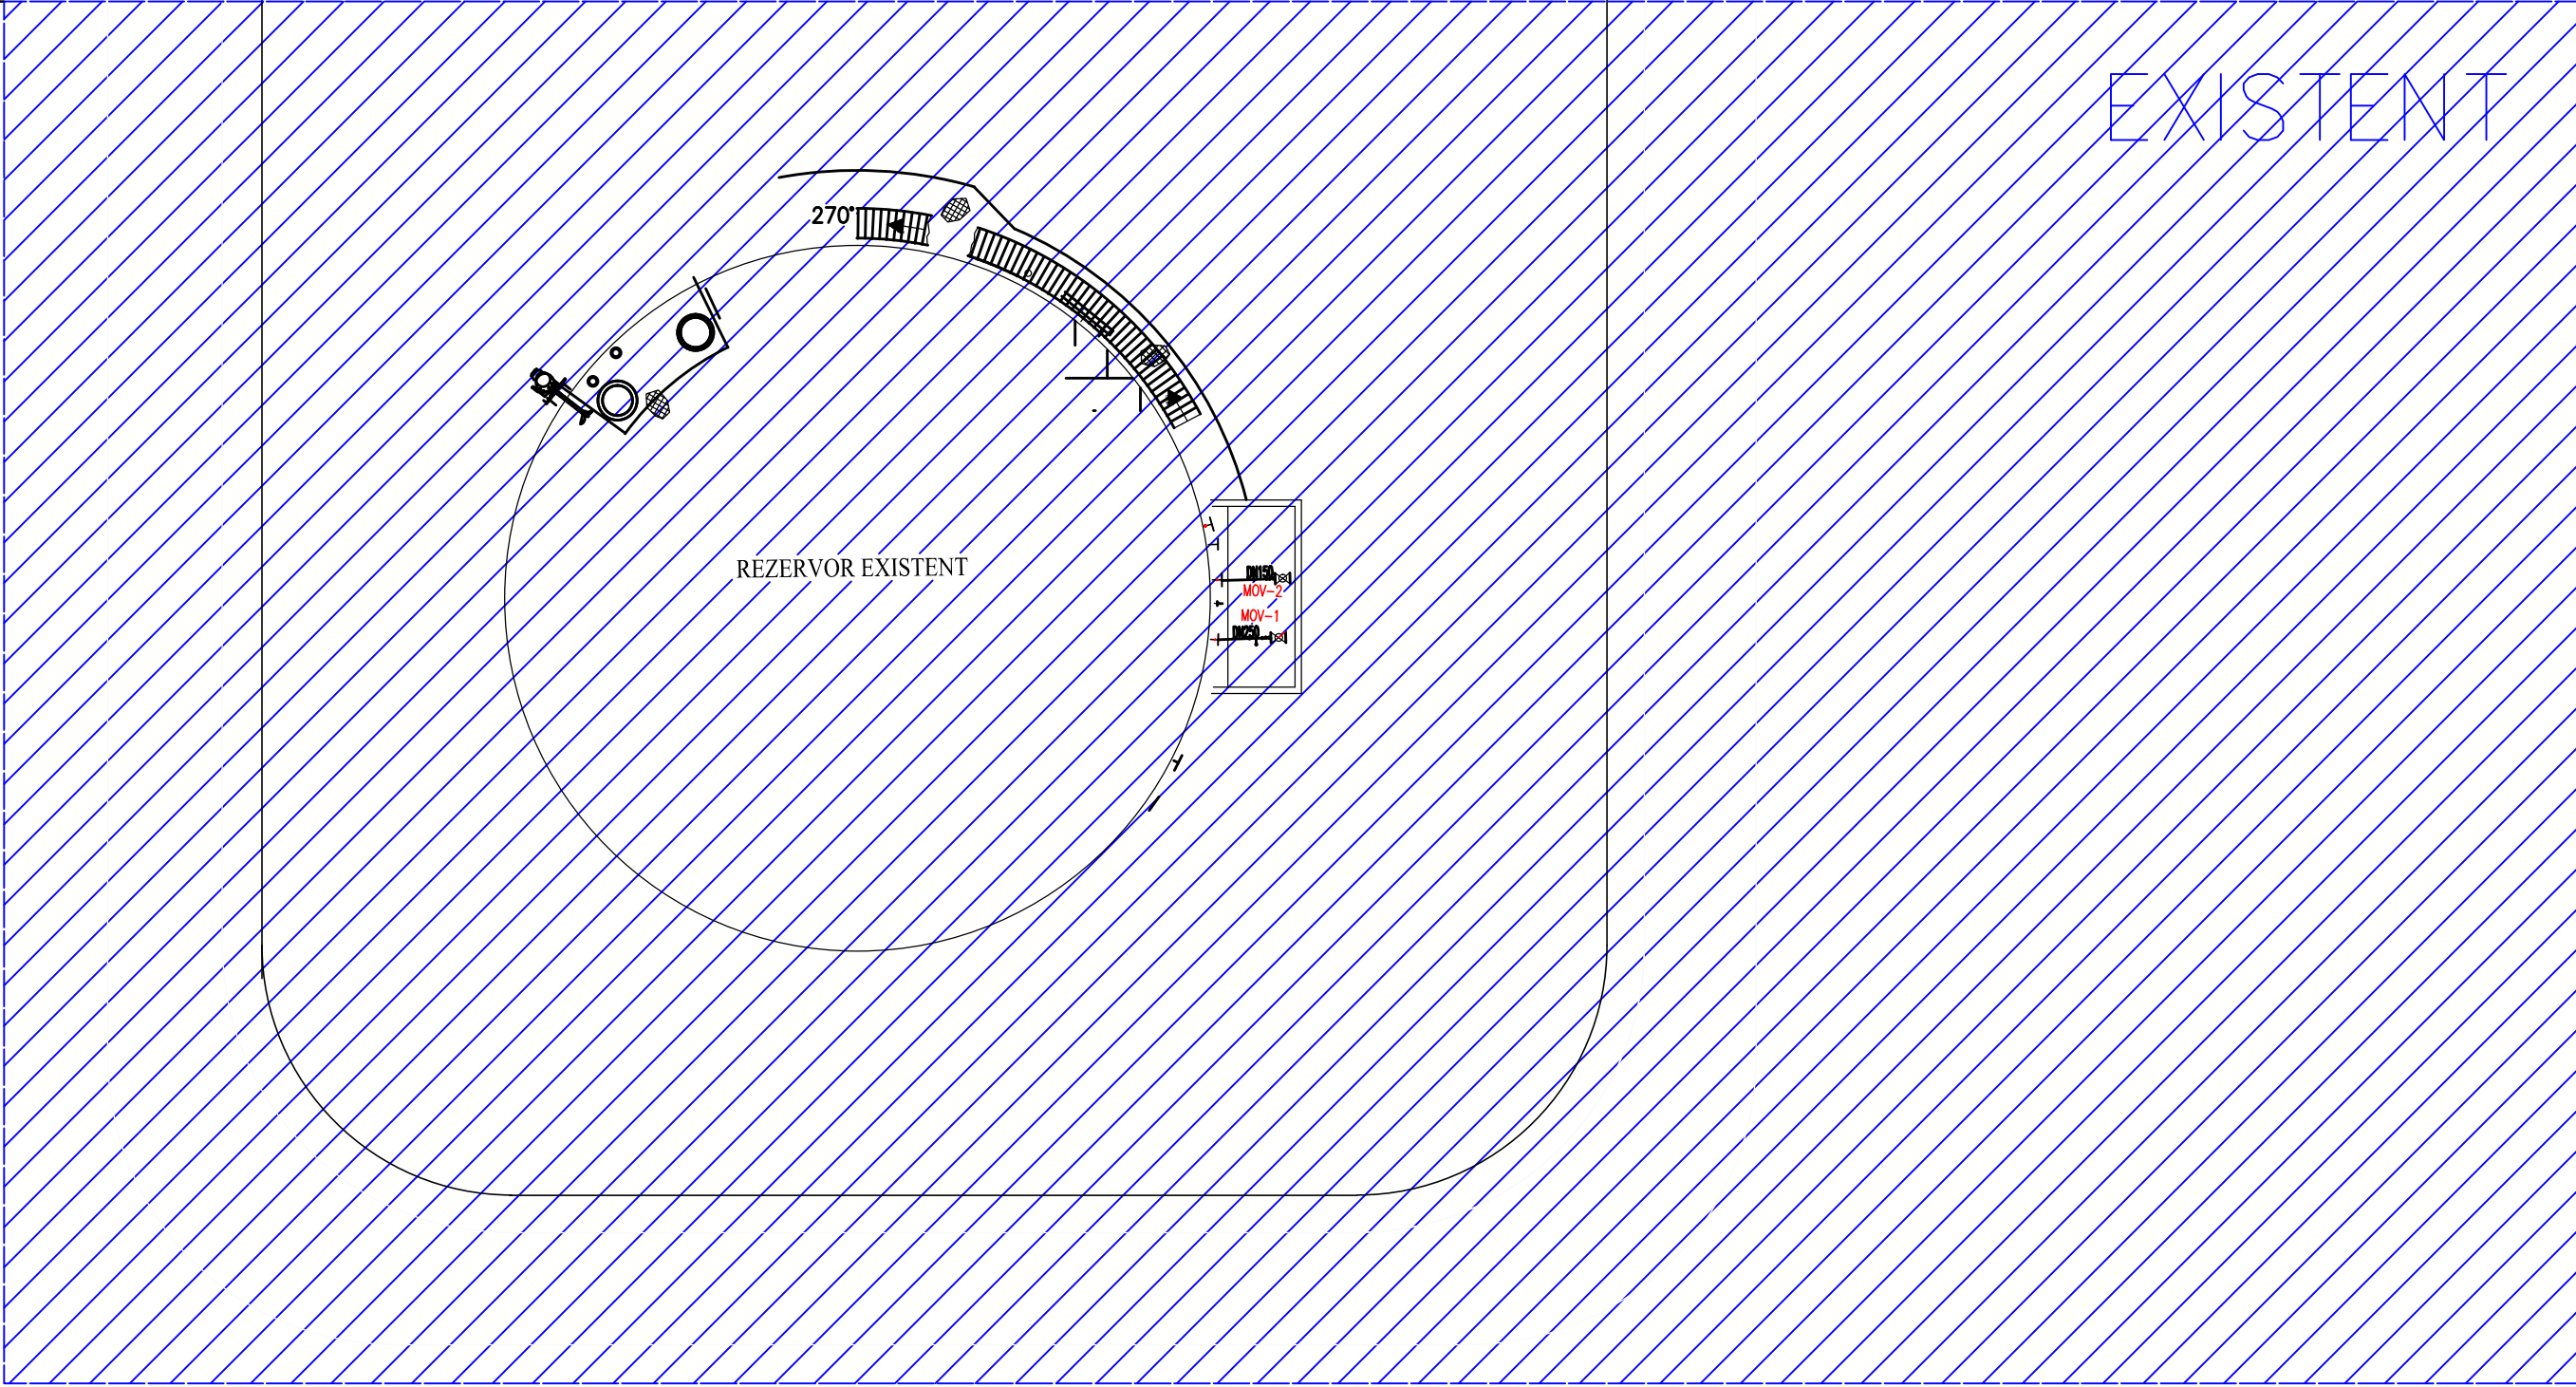 EXISTENT
270°
REZERVOR EXISTENT
DN150
MOV-2
MOV-1
DN250